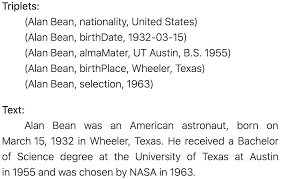 Triplets:
(Alan Bean, nationality, United States)
(Alan Bean, birthDate, 1932-03-15)
(Alan Bean, almaMater, UT Austin, B.S. 1955)
(Alan Bean, birthPlace, Wheeler, Texas)
(Alan Bean, selection, 1963)
Text:
Alan Bean was an American astronaut, born on
March 15, 1932 in Wheeler, Texas. He received a Bachelor
of Science degree at the University of Texas at Austin
in 1955 and was chosen by NASA in 1963.